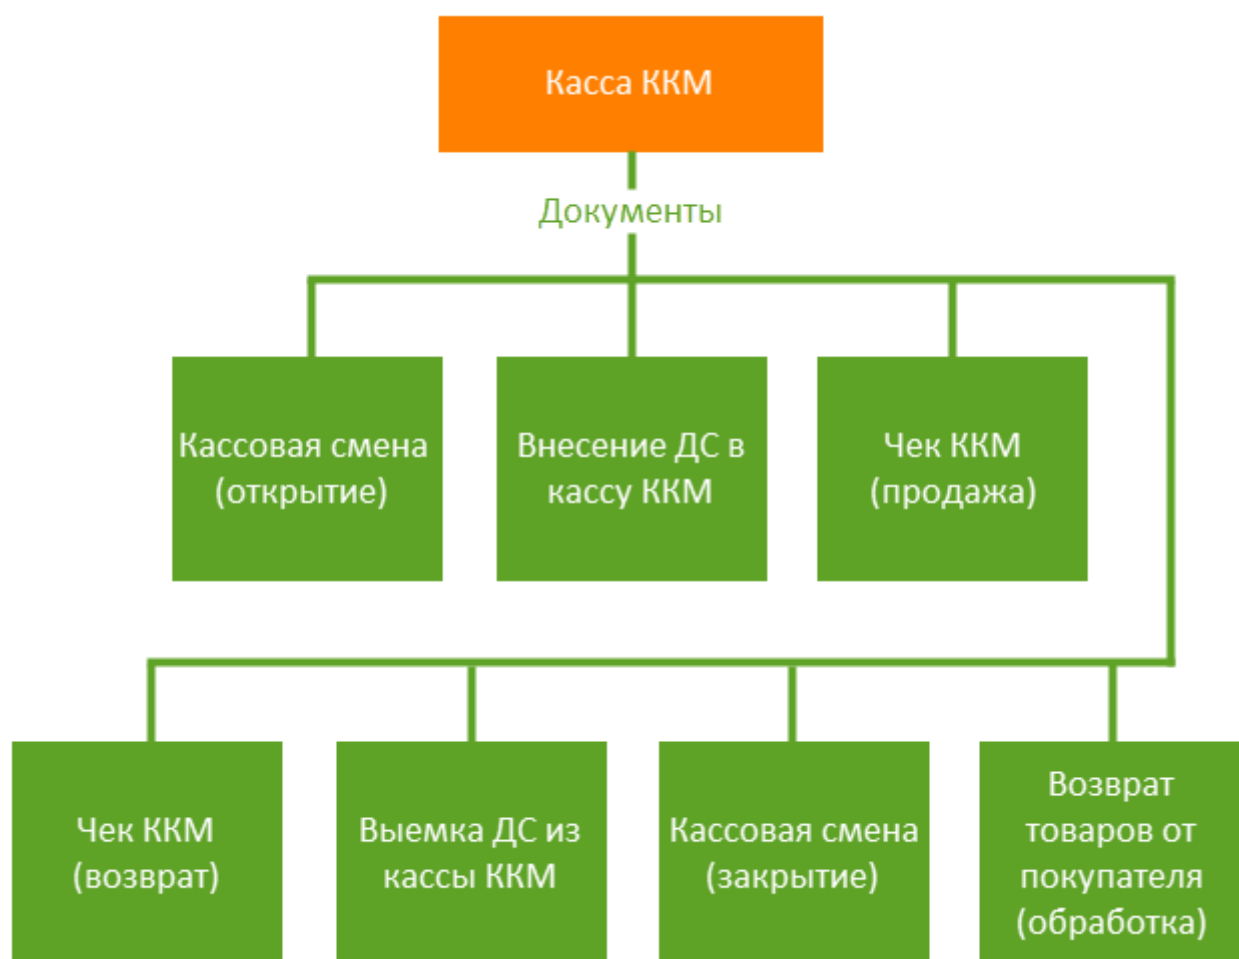 Касса ККМ
Документы
Кассовая смена
(открытие)
Внесение ДС в
кассу ККМ
Чек ККМ
(продажа)
Чек ККМ
(возврат)
Выемка ДС из
кассы ККМ
Кассовая смена
(закрытие)
Возврат
товаров от
покупателя
(обработка)